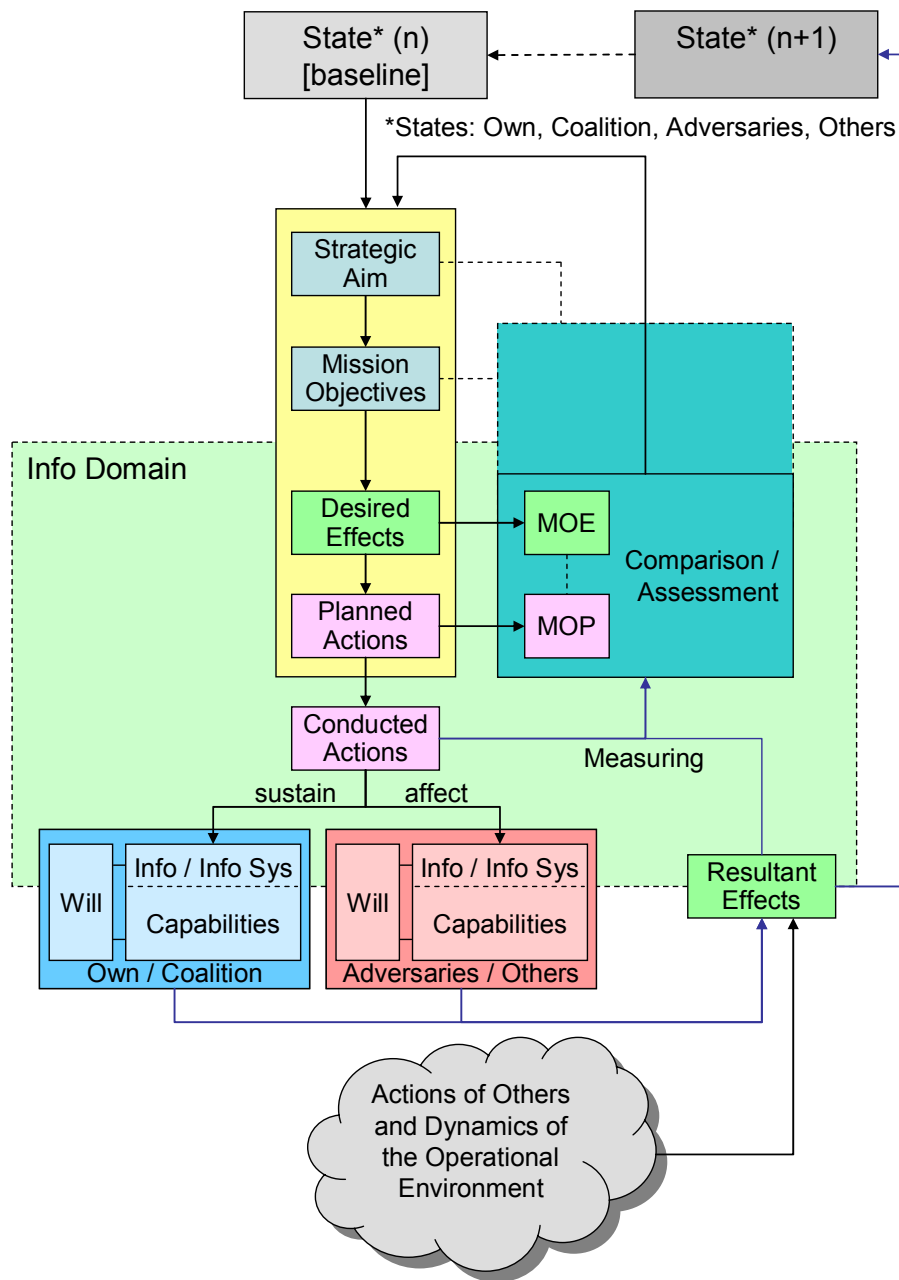 State* (n)
[baseline]
State* (n+1)
*States: Own, Coalition, Adversaries, Others
Strategic
Aim
Mission
Objectives
Info Domain
Desired
Effects
MOE
Comparison /
Assessment
Planned
Actions
MOP
Conducted
Actions
Measuring
sustain
affect
Will
Info / Info Sys
Capabilities
Own / Coalition
Will
Info / Info Sys
Capabilities
Adversaries / Others
Resultant
Effects
Actions of Others
and Dynamics of
the Operational
Environment